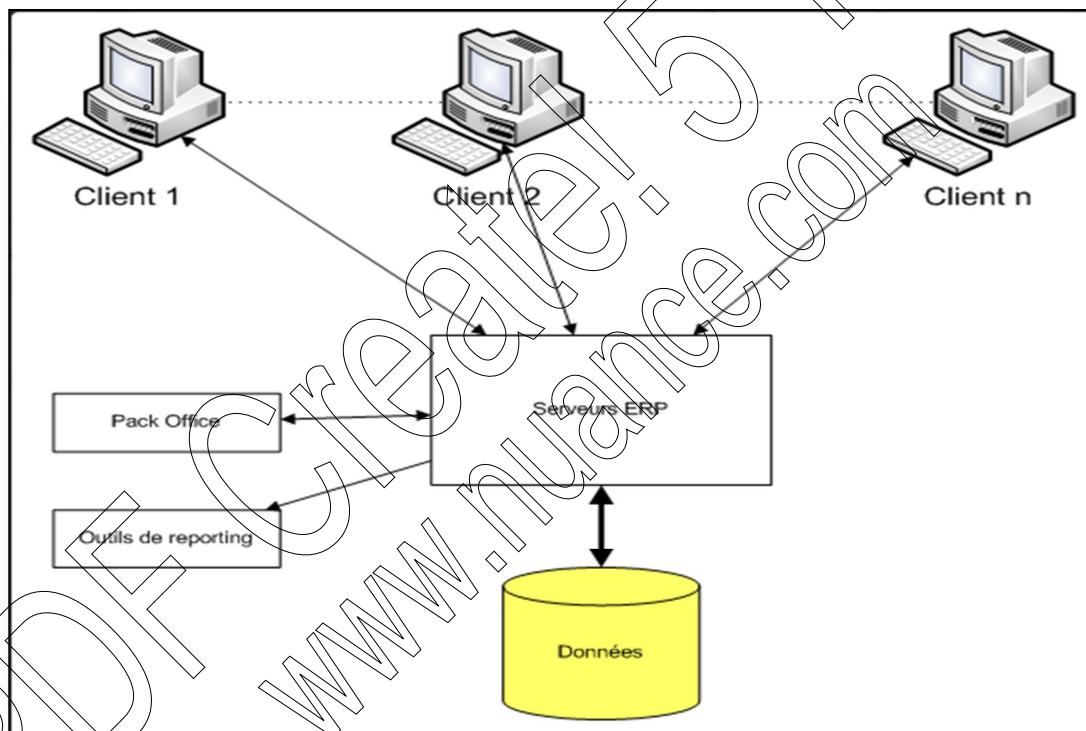 Client 1
Client 2
Client n
Serveurs ERP
Pack Office
Outils de reporting
Données
PDF Create! 5
www.nuance.com